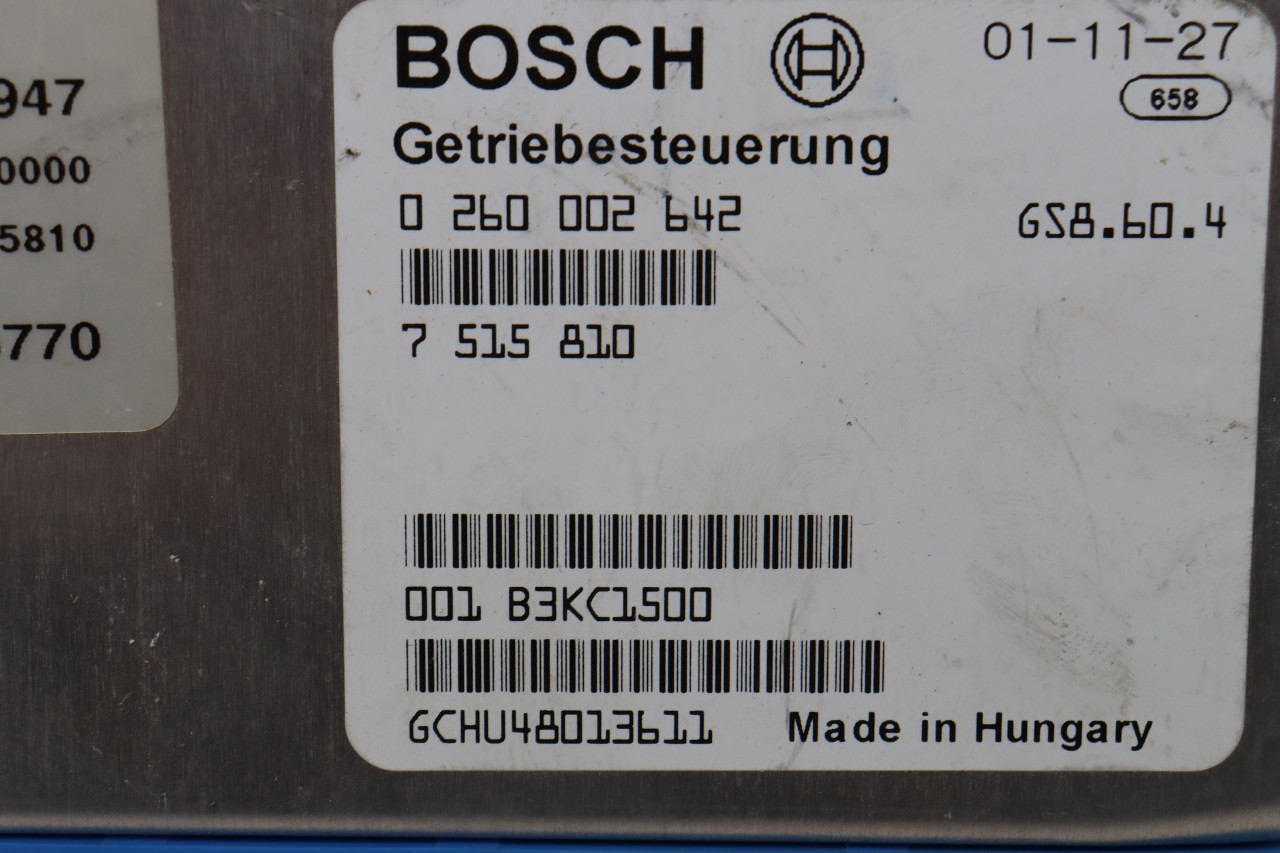 947
0000
5810
770
BOSCH
01-11-27
658
Getriebesteuerung
0 260 002 642
GS8.60.4
7 515 810
001 B3KC1500
GCHU48013611
Made in Hungary